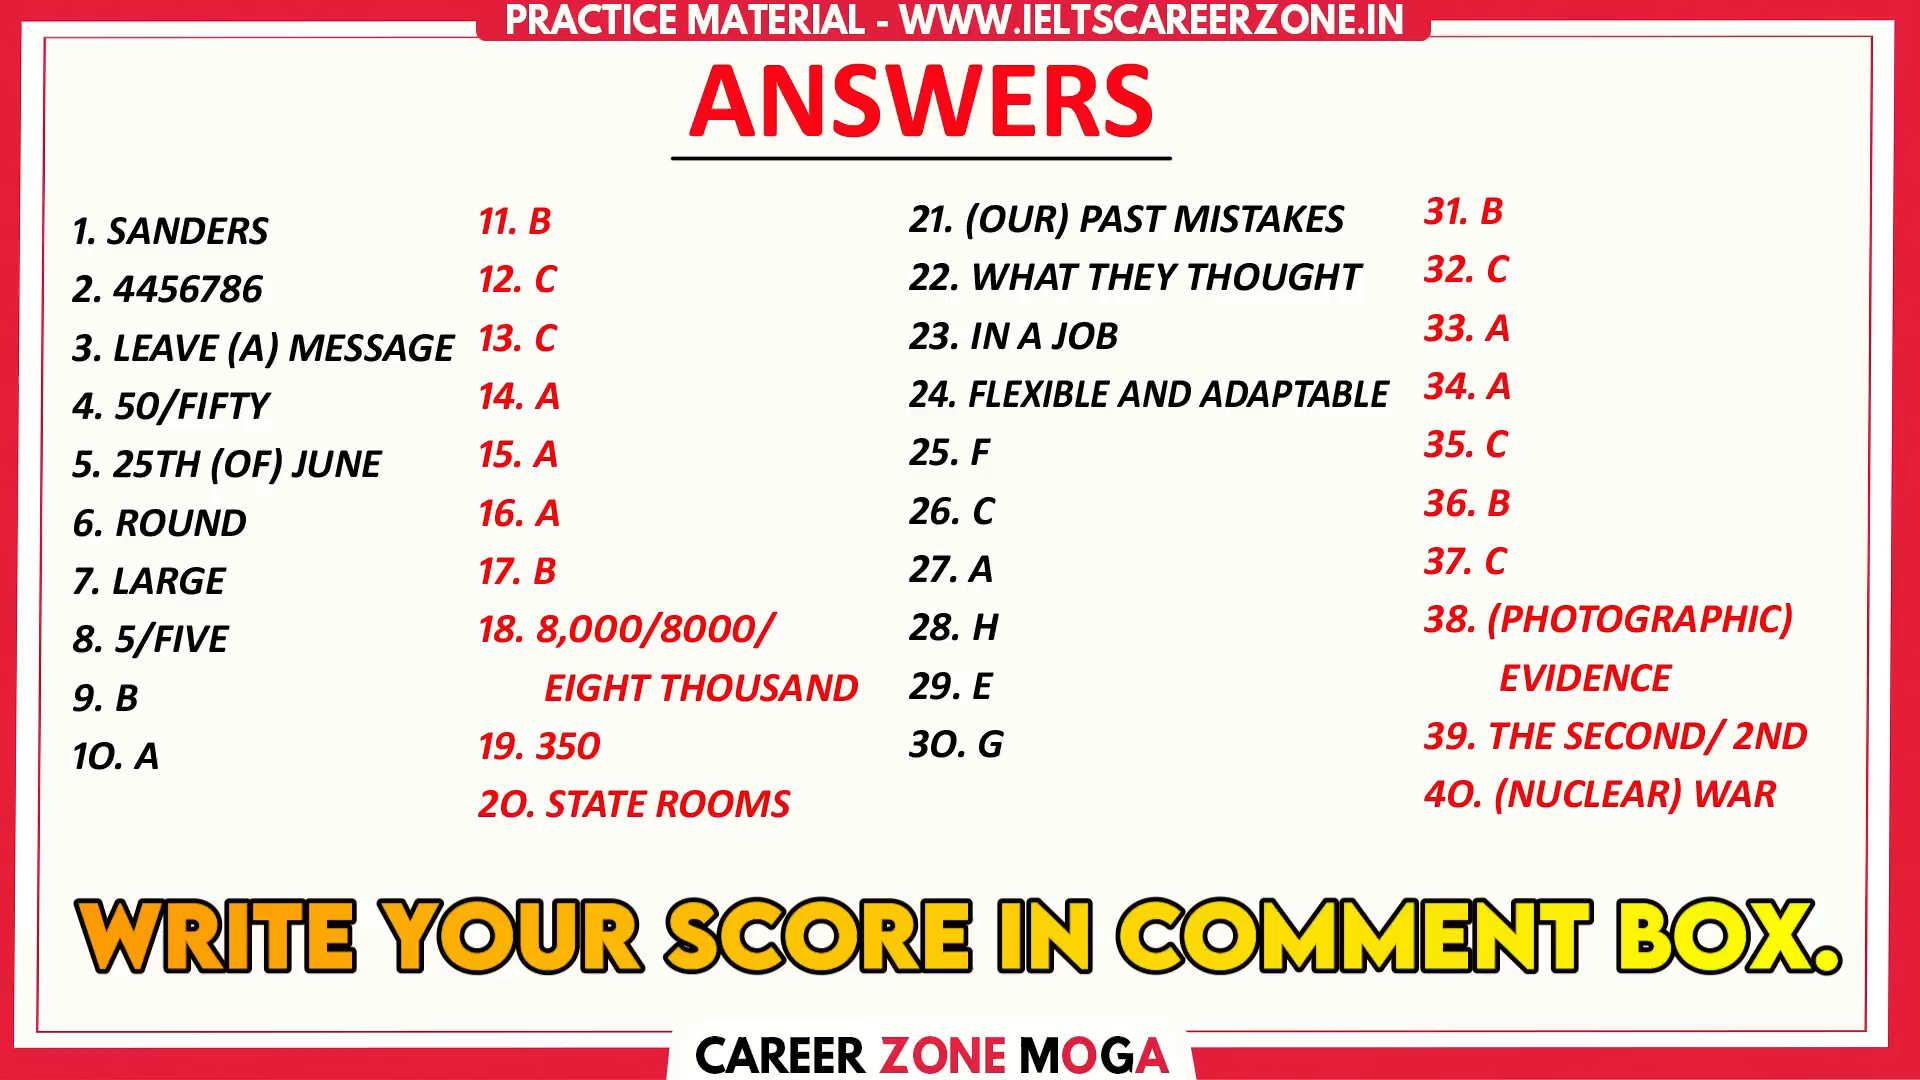 PRACTICE MATERIAL - WWW.IELTSCAREERZONE.IN
ANSWERS
1. SANDERS
2. 4456786
3. LEAVE (A) MESSAGE
4. 50/FIFTY
5. 25TH (OF) JUNE
6. ROUND
7. LARGE
8. 5/FIVE
9. B
10. A
11. B
12. C
13. C
14. A
15. A
16. A
17. B
18. 8,000/8000/
EIGHT THOUSAND
19. 350
20. STATE ROOMS
21. (OUR) PAST MISTAKES
22. WHAT THEY THOUGHT
23. IN A JOB
24. FLEXIBLE AND ADAPTABLE
25. F
26. C
27. A
28. H
29. E
30. G
31. B
32. C
33. A
34. A
35. C
36. B
37. C
38. (PHOTOGRAPHIC)
EVIDENCE
39. THE SECOND/ 2ND
40. (NUCLEAR) WAR
WRITE YOUR SCORE IN COMMENT BOX.
CAREER ZONE MOGA